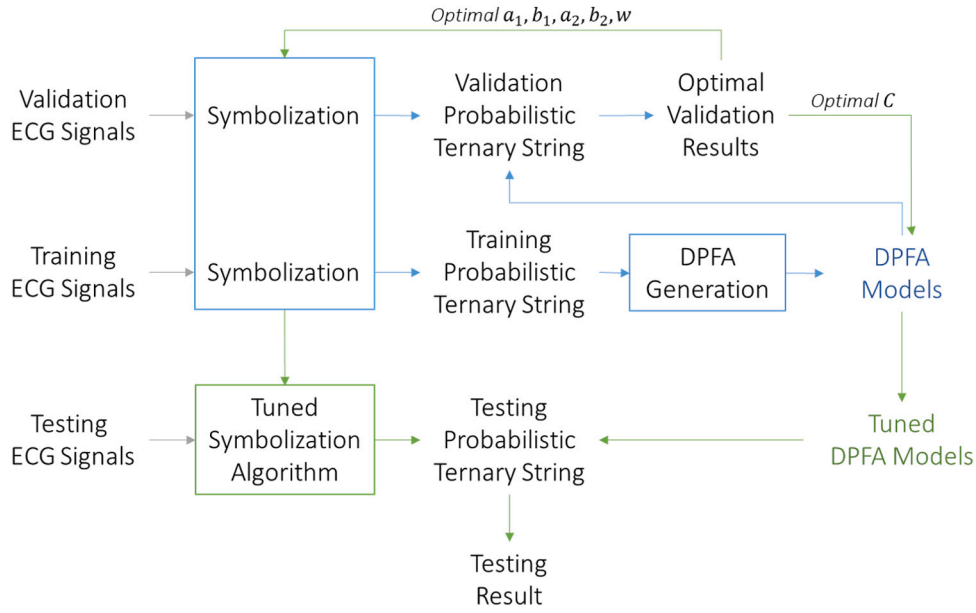 Optimal a₁, b₁, a₂, b₂, w
Validation
ECG Signals
Symbolization
Validation
Probabilistic
Ternary String
Optimal
Validation
Results
Optimal C
Training
ECG Signals
Symbolization
Training
Probabilistic
Ternary String
DPFA
Generation
DPFA
Models
Testing
ECG Signals
Tuned
Symbolization
Algorithm
Testing
Probabilistic
Ternary String
Tuned
DPFA Models
Testing
Result